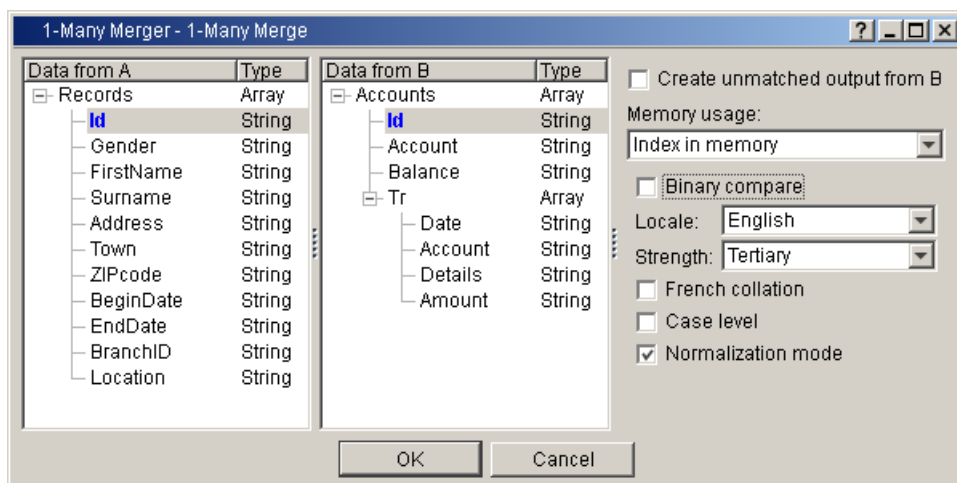 1-Many Merger - 1-Many Merge
Data from A Type
Records Array
Id String
Gender String
FirstName String
Surname String
Address String
Town String
ZIPcode String
BeginDate String
EndDate String
BranchID String
Location String
Data from B Type
Accounts Array
Id String
Account String
Balance String
Tr Array
Date String
Account String
Details String
Amount String
Create unmatched output from B
Memory usage:
Index in memory
Binary compare
Locale: English
Strength: Tertiary
French collation
Case level
Normalization mode
OK Cancel